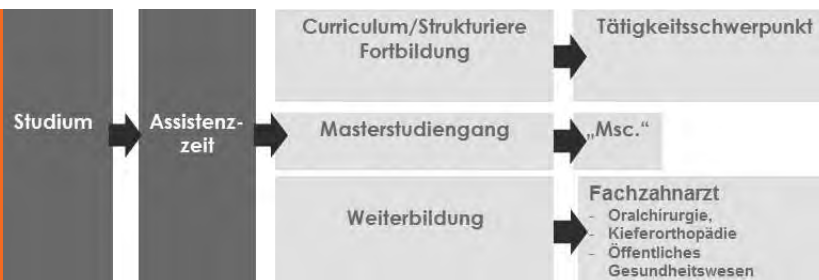 Studium
Assistenz-
zeit
Curriculum/Strukturiere
Fortbildung
Tätigkeitsschwerpunkt
Masterstudiengang
„Msc.“
Weiterbildung
Fachzahnarzt
- Oralchirurgie,
- Kieferorthopädie
- Öffentliches
Gesundheitswesen